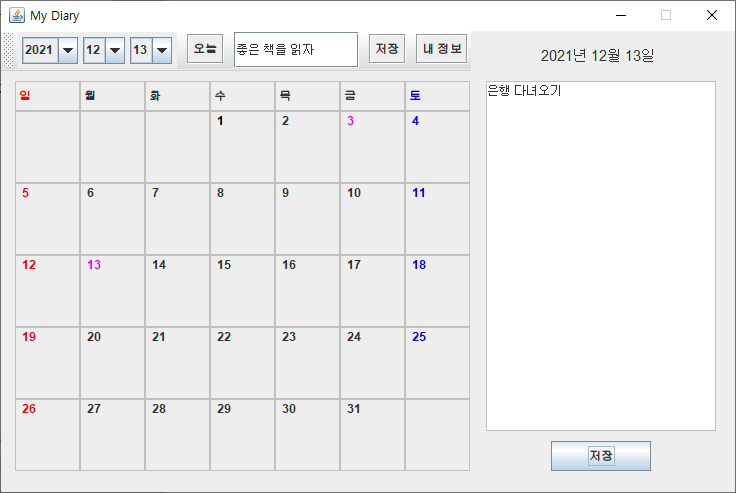 My Diary
2021 12 13 오늘 좋은 책을 읽자 저장 내 정보
2021년 12월 13일
일 월 화 수 목 금 토
은행 다녀오기
1 2 3 4
5 6 7 8 9 10 11
12 13 14 15 16 17 18
19 20 21 22 23 24 25
26 27 28 29 30 31
저장